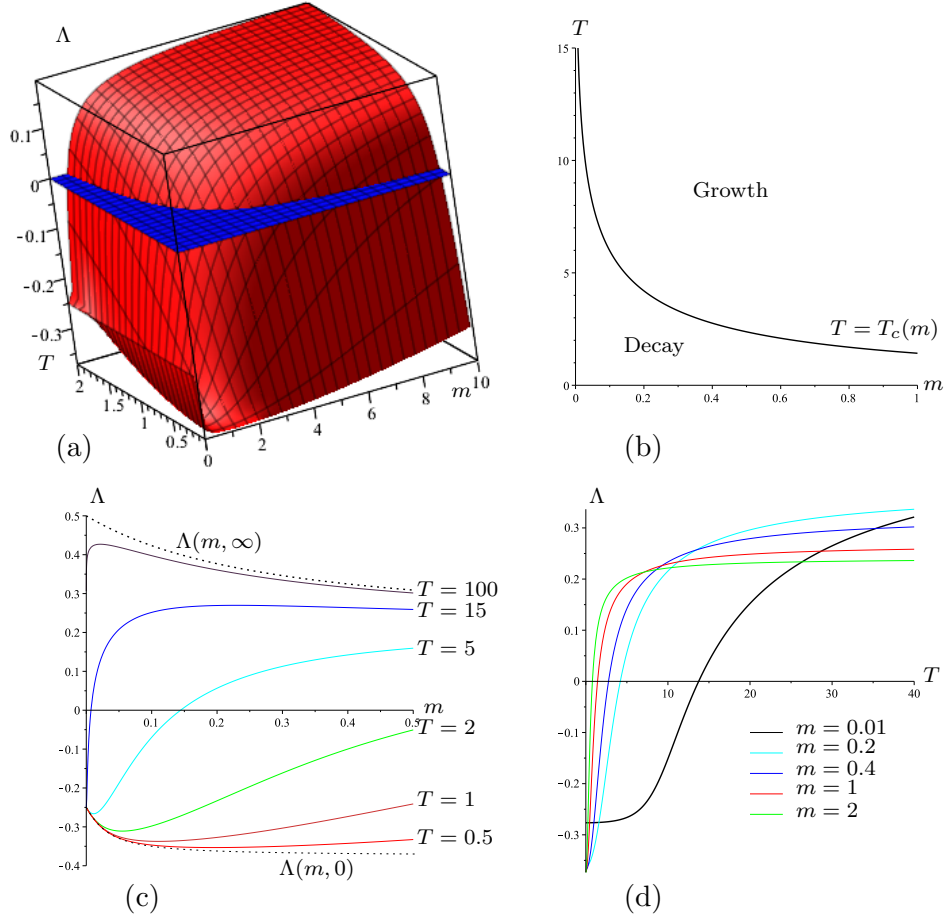 Λ
0.1
0
-0.1
-0.2
-0.3
T
2
1.5
1
0.5
0
2
4
6
8
10
m
(a)
T
15
10
5
0
Growth
Decay
T = T_c(m)
0
0.2
0.4
0.6
0.8
1
m
(b)
Λ
0.5
0.4
0.3
0.2
0.1
0
-0.1
-0.2
-0.3
-0.4
Λ(m, ∞)
T = 100
T = 15
T = 5
m
0.1
0.2
0.3
0.4
0.5
T = 2
T = 1
T = 0.5
Λ(m, 0)
(c)
Λ
0.3
0.2
0.1
0
-0.1
-0.2
-0.3
T
10
20
30
40
m = 0.01
m = 0.2
m = 0.4
m = 1
m = 2
(d)